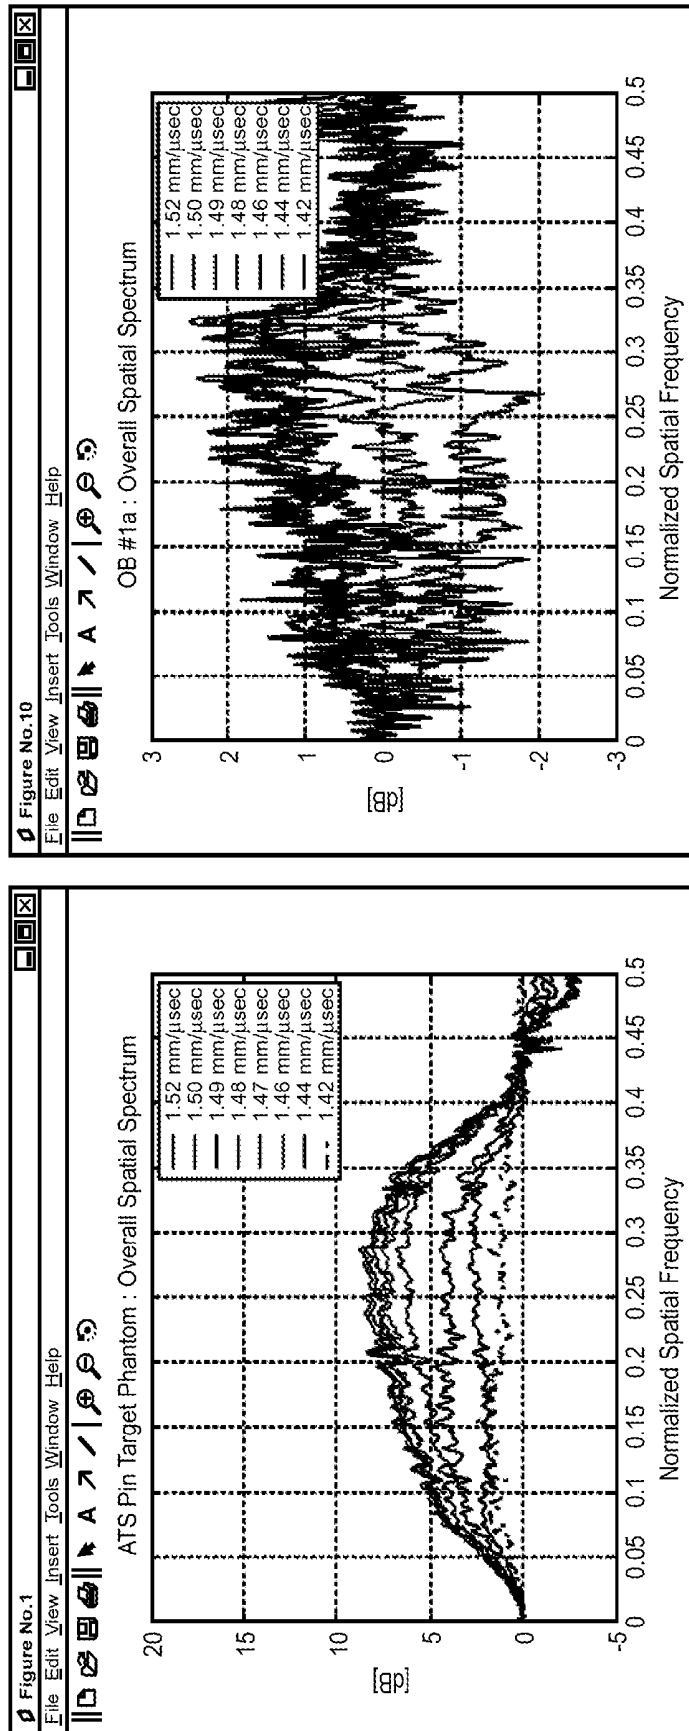 Figure No.1
File Edit View Insert Tools Window Help
A
ATS Pin Target Phantom : Overall Spatial Spectrum
1.52 mm/μsec
1.50 mm/μsec
1.49 mm/μsec
1.48 mm/μsec
1.47 mm/μsec
1.46 mm/μsec
1.44 mm/μsec
1.42 mm/μsec
20
15
10
5
0
-5
[dB]
0 0.05 0.1 0.15 0.2 0.25 0.3 0.35 0.4 0.45 0.5
Normalized Spatial Frequency
Figure No.10
File Edit View Insert Tools Window Help
A
OB #1a : Overall Spatial Spectrum
1.52 mm/μsec
1.50 mm/μsec
1.49 mm/μsec
1.48 mm/μsec
1.46 mm/μsec
1.44 mm/μsec
1.42 mm/μsec
3
2
1
0
-1
-2
-3
[dB]
0 0.05 0.1 0.15 0.2 0.25 0.3 0.35 0.4 0.45 0.5
Normalized Spatial Frequency